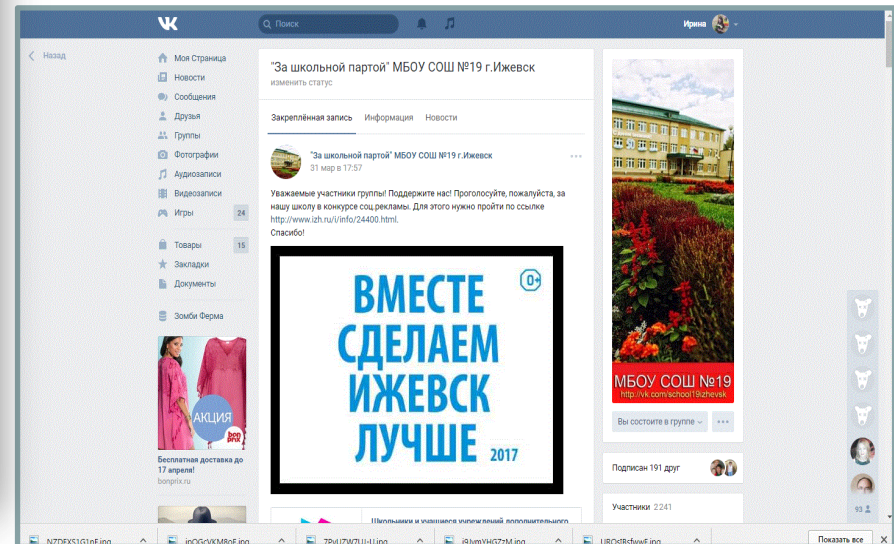 Поиск
Ирина
Назад
Моя Страница
Новости
Сообщения
Друзья
Группы
Фотографии
Аудиозаписи
Видеозаписи
Игры 24
Товары 15
Закладки
Документы
Зомби Ферма
АКЦИЯ
bon prix
Бесплатная доставка до
17 апреля!
bonprix.ru
"За школьной партой" МБОУ СОШ №19 г.Ижевск
изменить статус
Закреплённая запись Информация Новости
"За школьной партой" МБОУ СОШ №19 г.Ижевск
31 мар в 17:57
Уважаемые участники группы! Поддержите нас! Проголосуйте, пожалуйста, за
нашу школу в конкурсе соц.рекламы. Для этого нужно пройти по ссылке
http://www.izh.ru/i/info/24400.html.
Спасибо!
0+
ВМЕСТЕ
СДЕЛАЕМ
ИЖЕВСК
ЛУЧШЕ 2017
Школьники и учащиеся учреждений дополнительного
МБОУ СОШ №19
http://vk.com/school19izhevsk
Вы состоите в группе
Подписан 191 друг
Участники 2241
93
Показать все